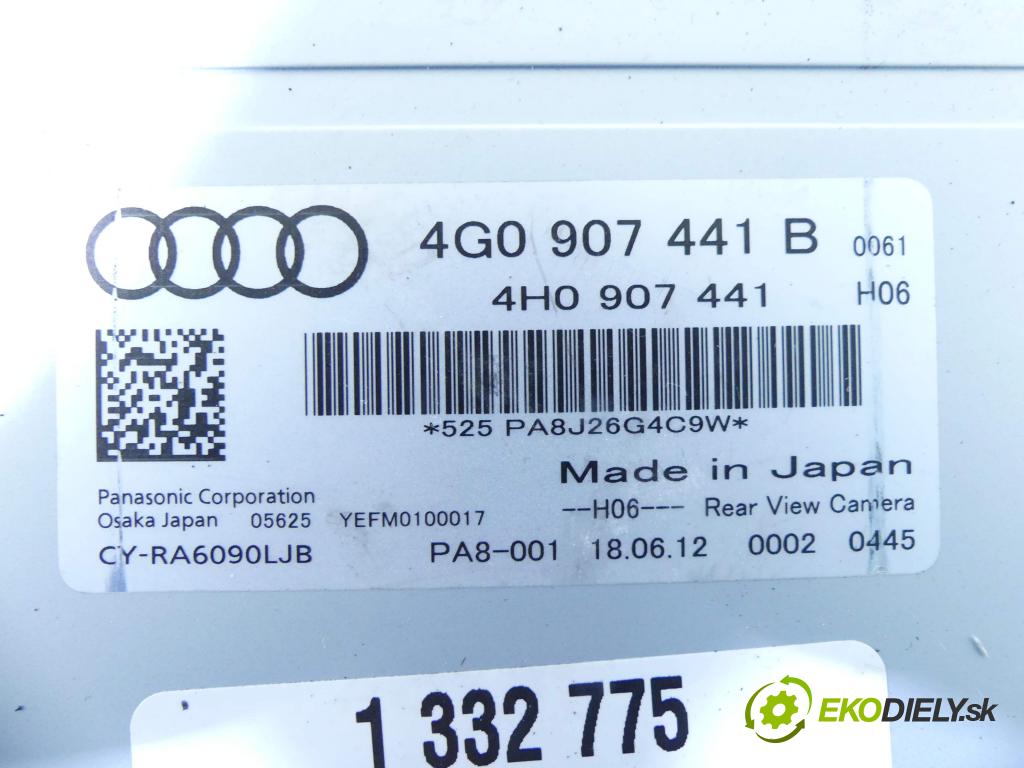 4G0 907 441 B 0061
4H0 907 441 H06
*525 PA8J26G4C9W*
Made in Japan
Panasonic Corporation
Osaka Japan 05625 YEFM0100017 --H06--- Rear View Camera
CY-RA6090LJB PA8-001 18.06.12 0002 0445
1 332 775
EKODIELY.sk